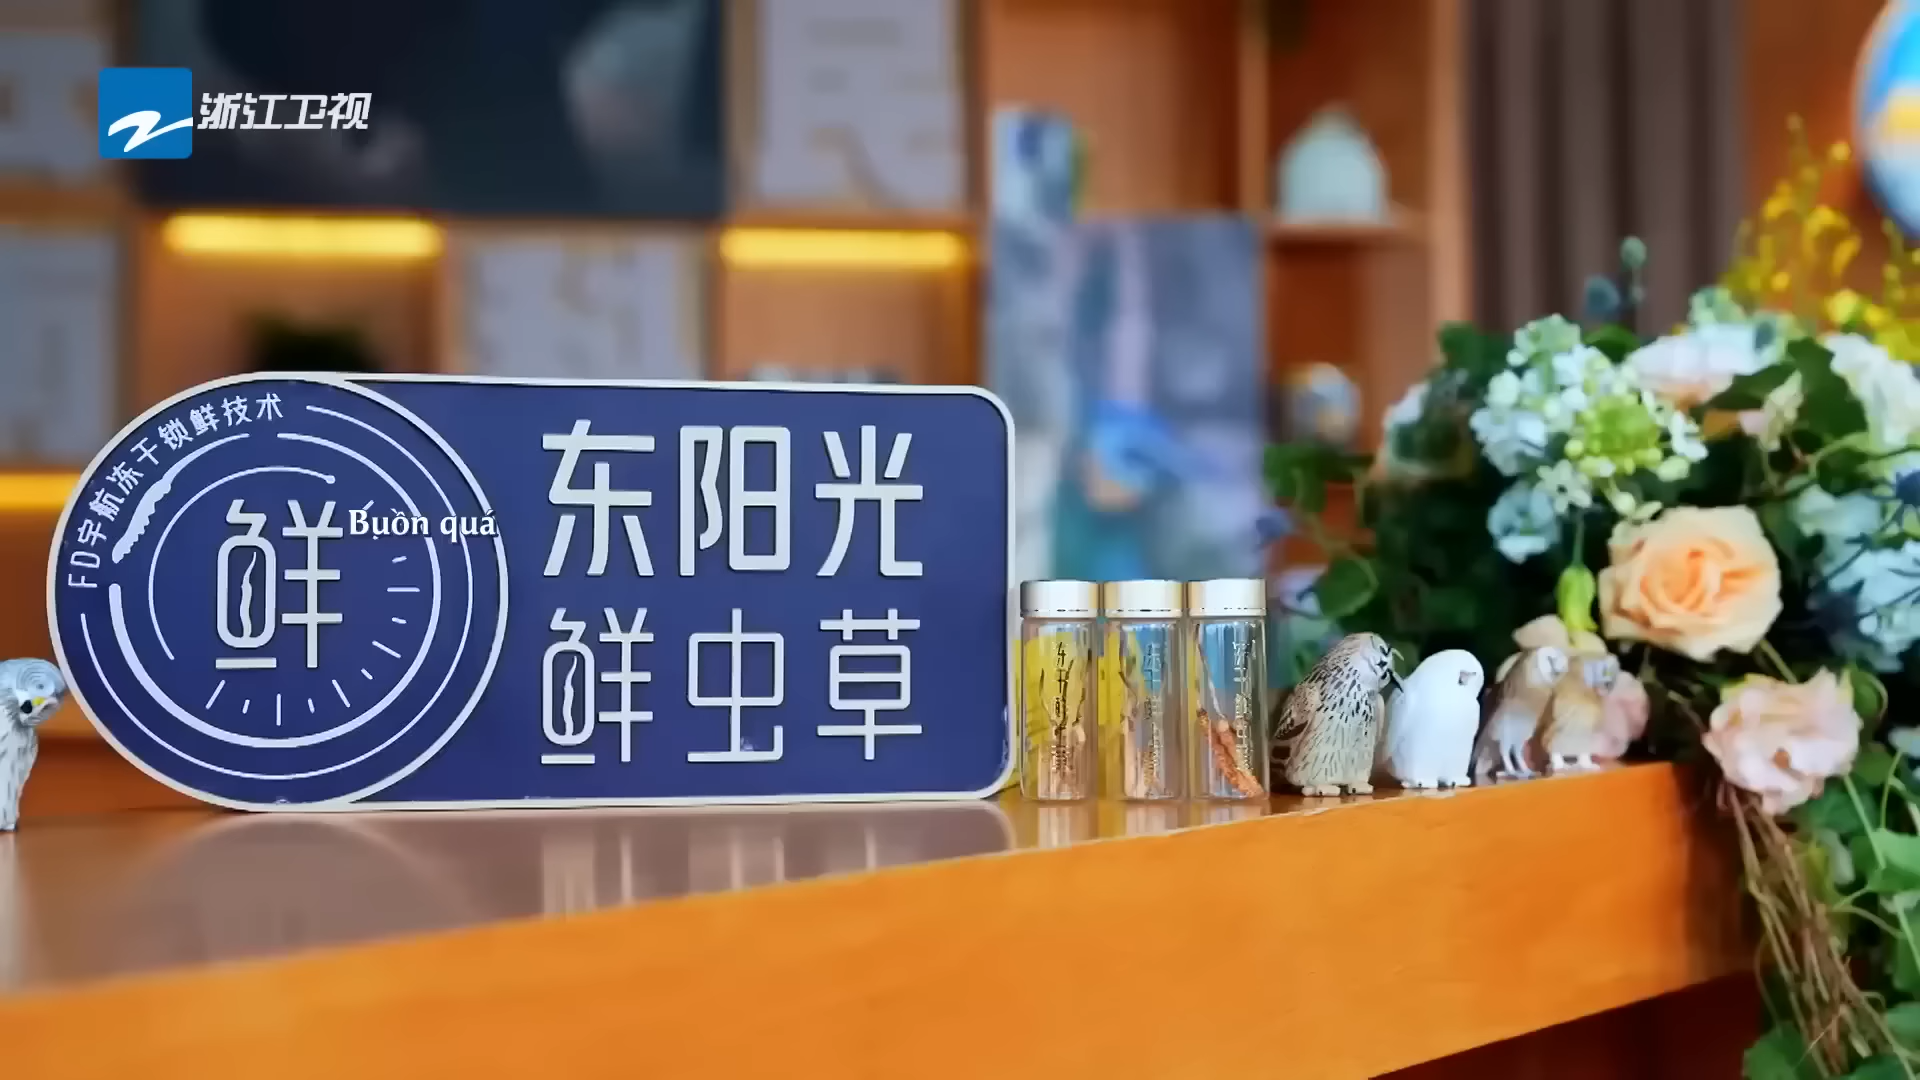 浙江卫视
FD宇航冻干锁鲜技术
鲜
Buồn quá
东阳光
鲜虫草